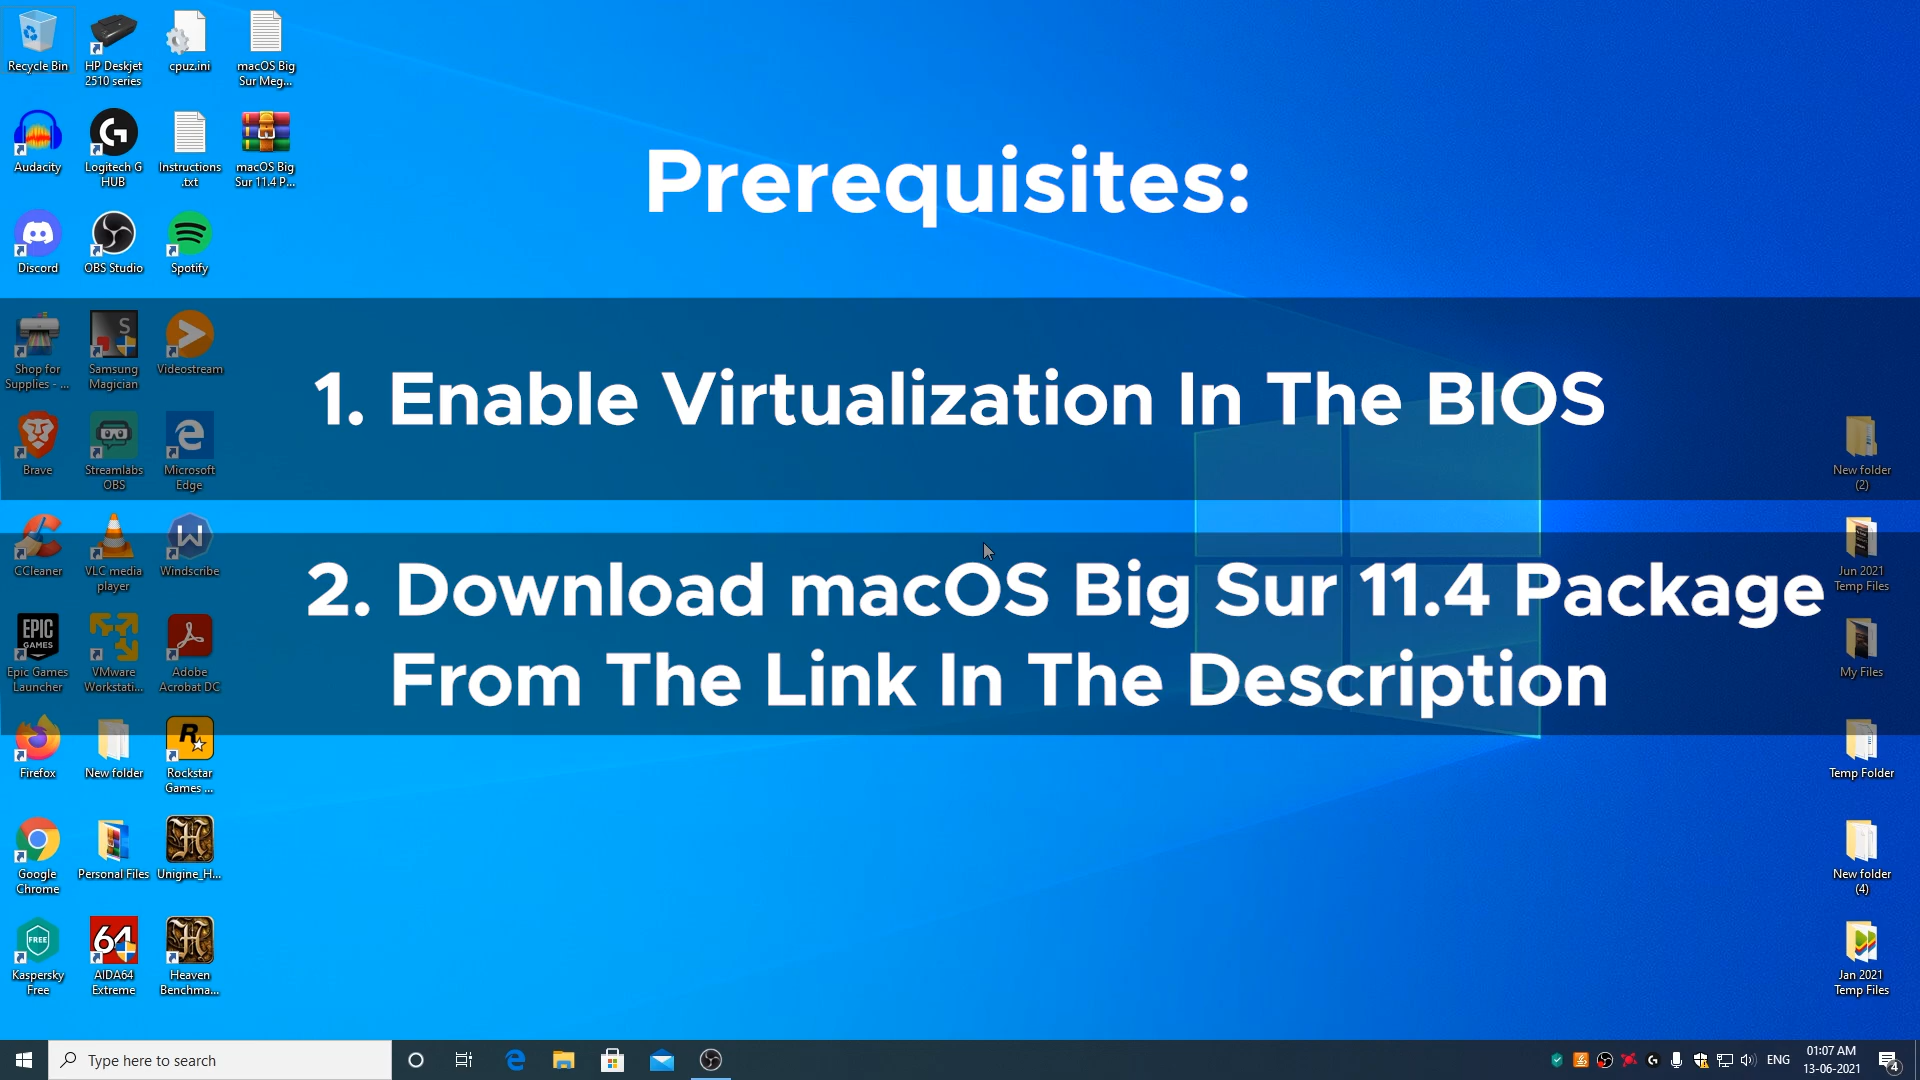 Prerequisites:
1. Enable Virtualization In The BIOS
2. Download macOS Big Sur 11.4 Package
From The Link In The Description
Recycle Bin
HP Deskjet
2510 series
cpuz.ini
macOS Big
Sur Meg...
Audacity
Logitech G
HUB
Instructions
.txt
macOS Big
Sur 11.4 P...
Discord
OBS Studio
Spotify
Shop for
Supplies - ...
S
Samsung
Magician
Videostream
Brave
Streamlabs
OBS
Microsoft
Edge
CCleaner
VLC media
player
Windscribe
EPIC
GAMES
Epic Games
Launcher
VMware
Workstati...
Adobe
Acrobat DC
Firefox
New folder
Rockstar
Games ...
Google
Chrome
Personal Files
Unigine_H...
FREE
Kaspersky
Free
64
AIDA64
Extreme
Heaven
Benchma...
New folder
(2)
Jun 2021
Temp Files
My Files
Temp Folder
New folder
(4)
Jan 2021
Temp Files
Type here to search
ENG
01:07 AM
13-06-2021
4